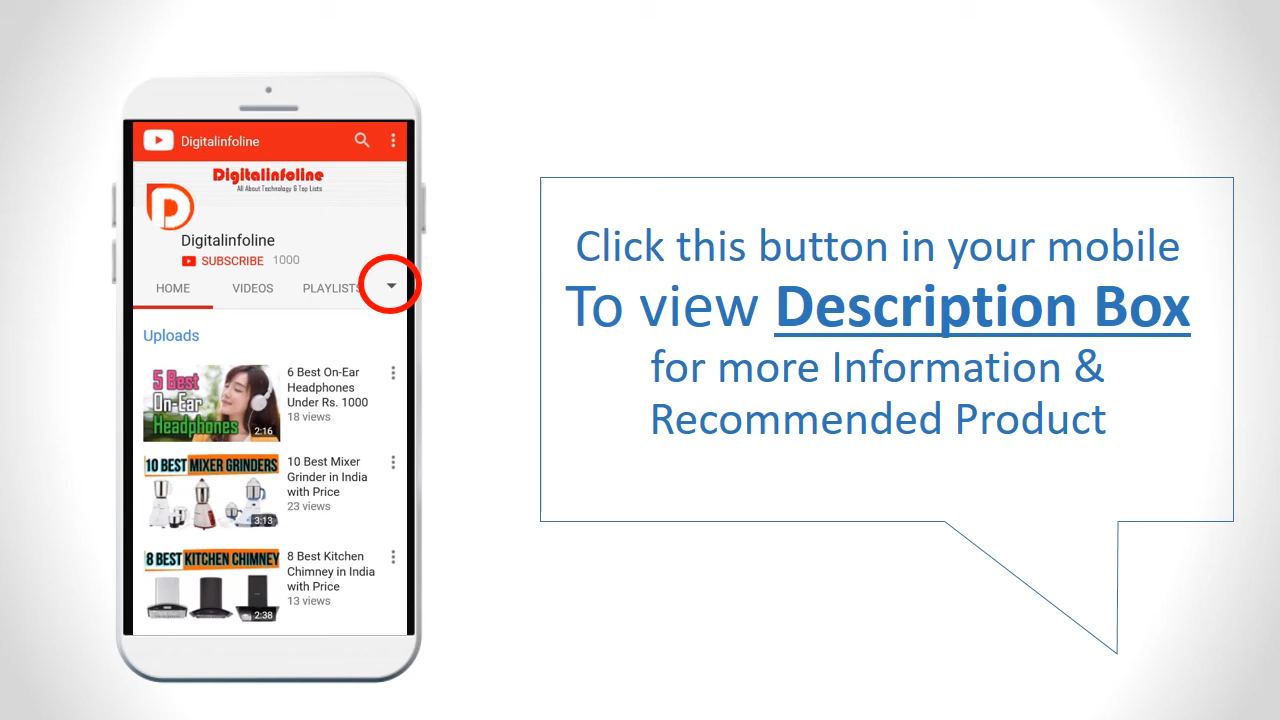 Digitalinfoline
Digitalinfoline
All About Technology & Top Lists
D
Digitalinfoline
SUBSCRIBE 1000
HOME VIDEOS PLAYLISTS
Uploads
5 Best
On-Ear
Headphones
2:16
6 Best On-Ear
Headphones
Under Rs. 1000
18 views
10 BEST MIXER GRINDERS
3:13
10 Best Mixer
Grinder in India
with Price
23 views
8 BEST KITCHEN CHIMNEY
2:38
8 Best Kitchen
Chimney in India
with Price
13 views
Click this button in your mobile
To view Description Box
for more Information &
Recommended Product